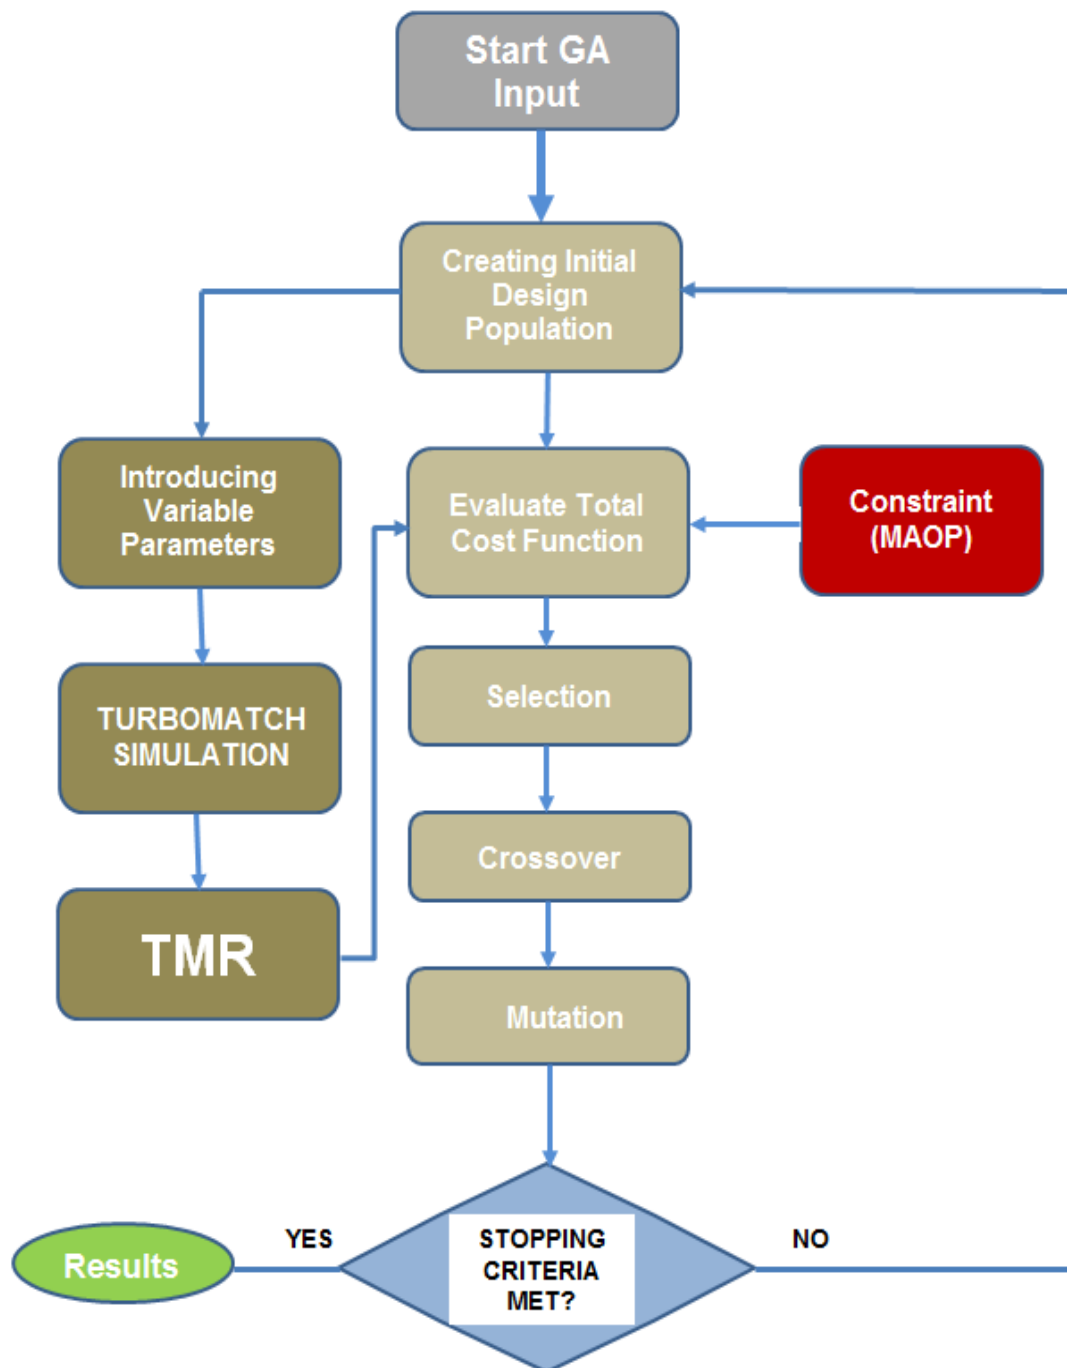 Start GA
Input
Creating Initial
Design
Population
Introducing
Variable
Parameters
Evaluate Total
Cost Function
Constraint
(MAOP)
TURBOMATCH
SIMULATION
Selection
Crossover
TMR
Mutation
YES
STOPPING
CRITERIA
MET?
NO
Results